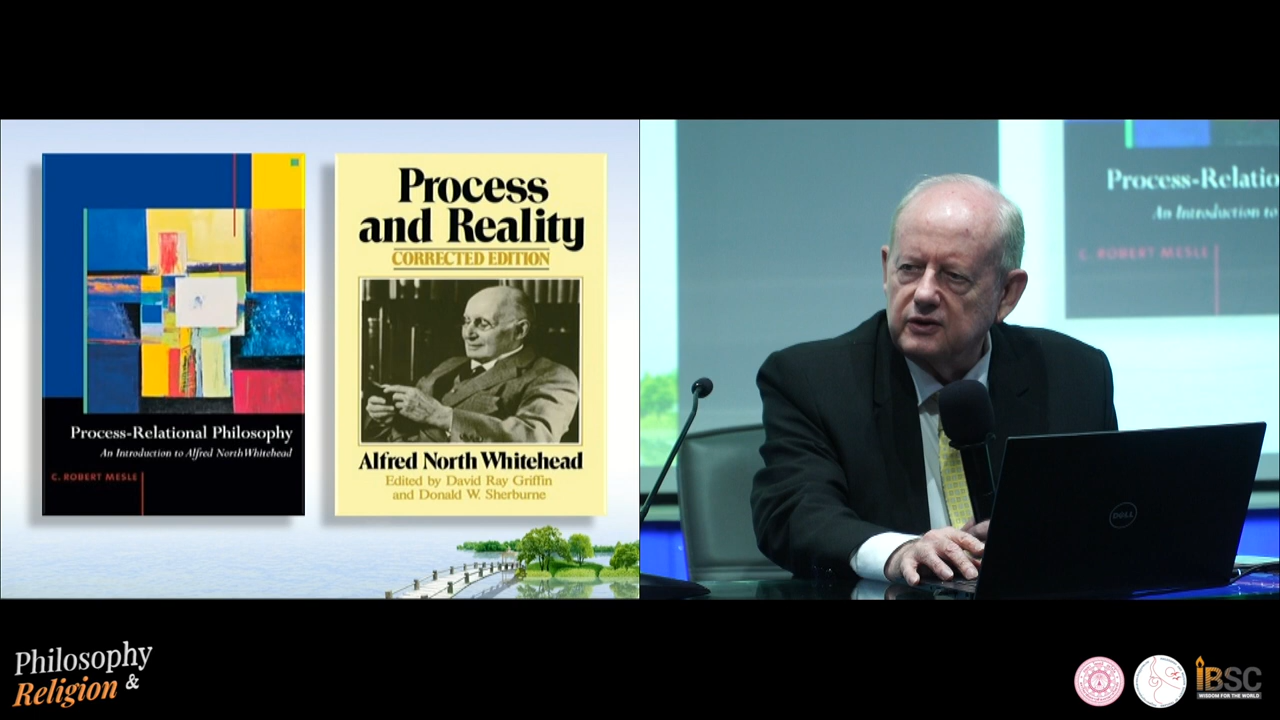 Process-Relational Philosophy
An Introduction to Alfred North Whitehead
C. ROBERT MESLE
Process
and Reality
CORRECTED EDITION
Alfred North Whitehead
Edited by David Ray Griffin
and Donald W. Sherburne
Process-Relatio
An Introduction to
C. ROBERT MESLE
DELL
Philosophy
Religion &
IBSC
WISDOM FOR THE WORLD